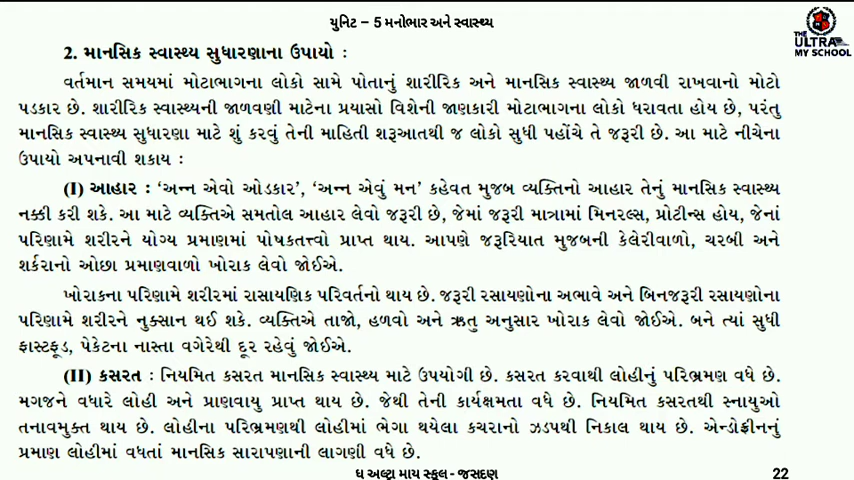 યુનિટ – 5 મનોભાર અને સ્વાસ્થ્ય
THE
ULTRA
MY SCHOOL
2. માનસિક સ્વાસ્થ્ય સુધારણાના ઉપાયો :
વર્તમાન સમયમાં મોટાભાગના લોકો સામે પોતાનું શારીરિક અને માનસિક સ્વાસ્થ્ય જાળવી રાખવાનો મોટો
પડકાર છે. શારીરિક સ્વાસ્થ્યની જાળવણી માટેના પ્રયાસો વિશેની જાણકારી મોટાભાગના લોકો ધરાવતા હોય છે, પરંતુ
માનસિક સ્વાસ્થ્ય સુધારણા માટે શું કરવું તેની માહિતી શરૂઆતથી જ લોકો સુધી પહોંચે તે જરૂરી છે. આ માટે નીચેના
ઉપાયો અપનાવી શકાય :
(I) આહાર : ‘અન્ન એવો ઓડકાર’, ‘અન્ન એવું મન’ કહેવત મુજબ વ્યક્તિનો આહાર તેનું માનસિક સ્વાસ્થ્ય
નક્કી કરી શકે. આ માટે વ્યક્તિએ સમતોલ આહાર લેવો જરૂરી છે, જેમાં જરૂરી માત્રામાં મિનરલ્સ, પ્રોટીન્સ હોય, જેનાં
પરિણામે શરીરને યોગ્ય પ્રમાણમાં પોષકતત્ત્વો પ્રાપ્ત થાય. આપણે જરૂરિયાત મુજબની કેલેરીવાળો, ચરબી અને
શર્કરાનો ઓછા પ્રમાણવાળો ખોરાક લેવો જોઈએ.
ખોરાકના પરિણામે શરીરમાં રાસાયણિક પરિવર્તનો થાય છે. જરૂરી રસાયણોના અભાવે અને બિનજરૂરી રસાયણોના
પરિણામે શરીરને નુક્સાન થઈ શકે. વ્યક્તિએ તાજો, હળવો અને ઋતુ અનુસાર ખોરાક લેવો જોઈએ. બને ત્યાં સુધી
ફાસ્ટફૂડ, પેકેટના નાસ્તા વગેરેથી દૂર રહેવું જોઈએ.
(II) કસરત : નિયમિત કસરત માનસિક સ્વાસ્થ્ય માટે ઉપયોગી છે. કસરત કરવાથી લોહીનું પરિભ્રમણ વધે છે.
મગજને વધારે લોહી અને પ્રાણવાયુ પ્રાપ્ત થાય છે. જેથી તેની કાર્યક્ષમતા વધે છે. નિયમિત કસરતથી સ્નાયુઓ
તનાવમુક્ત થાય છે. લોહીના પરિભ્રમણથી લોહીમાં ભેગા થયેલા કચરાનો ઝડપથી નિકાલ થાય છે. એન્ડોર્ફીનનું
પ્રમાણ લોહીમાં વધતાં માનસિક સારાપણાની લાગણી વધે છે.
ધ અલ્ટ્રા માય સ્કૂલ - જસદણ
22